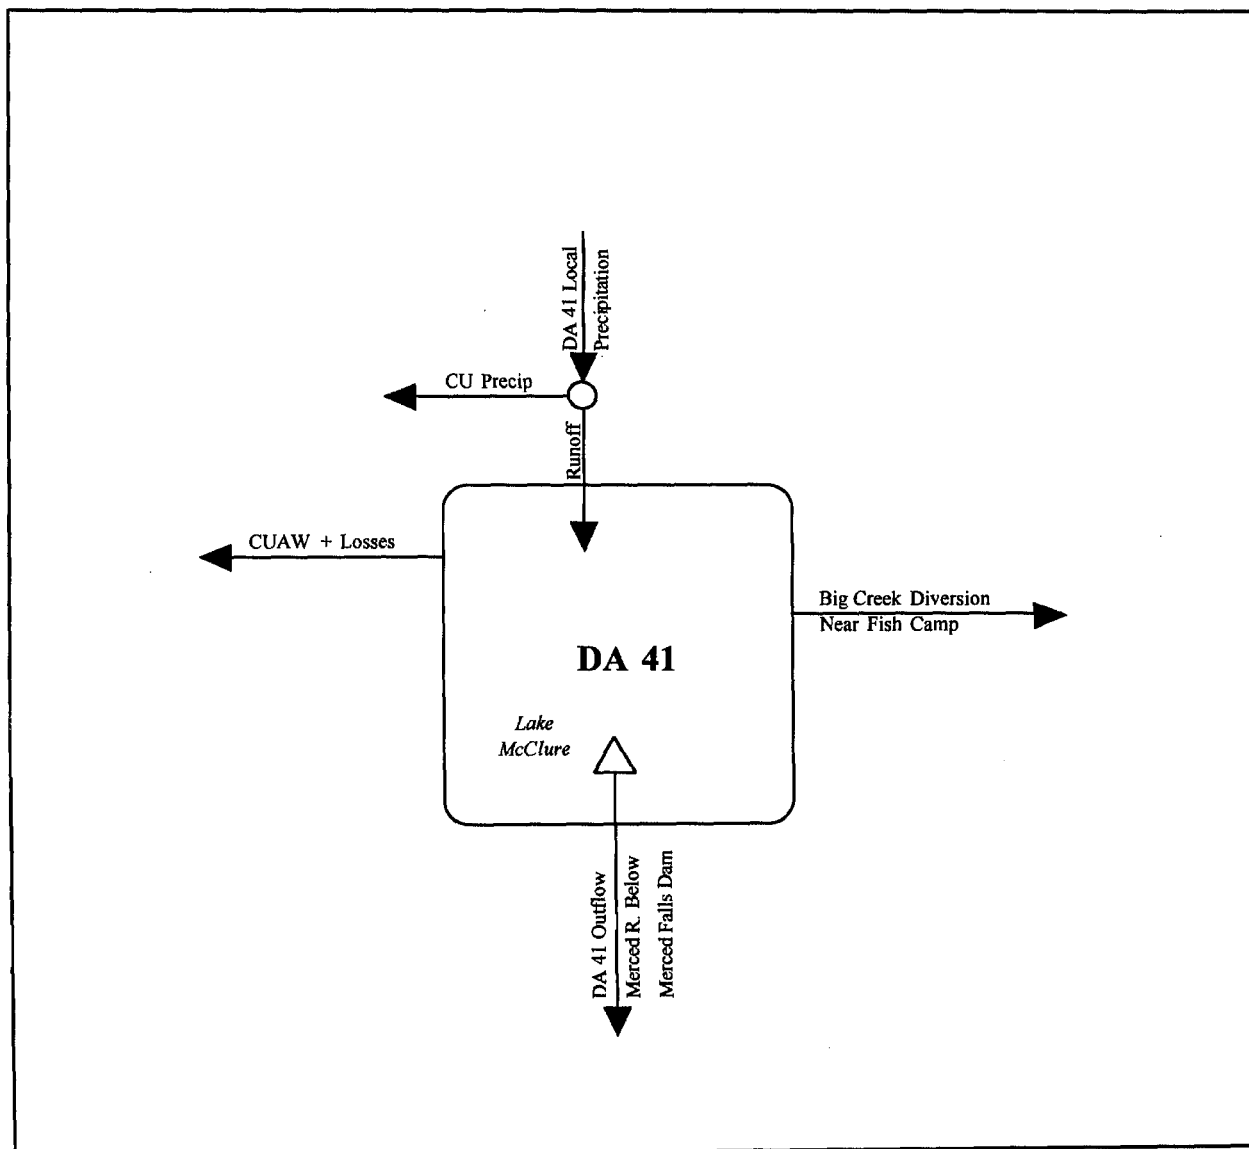 DA 41 Local
Precipitation
CU Precip
Runoff
CUAW + Losses
Big Creek Diversion
Near Fish Camp
DA 41
Lake
McClure
DA 41 Outflow
Merced R. Below
Merced Falls Dam